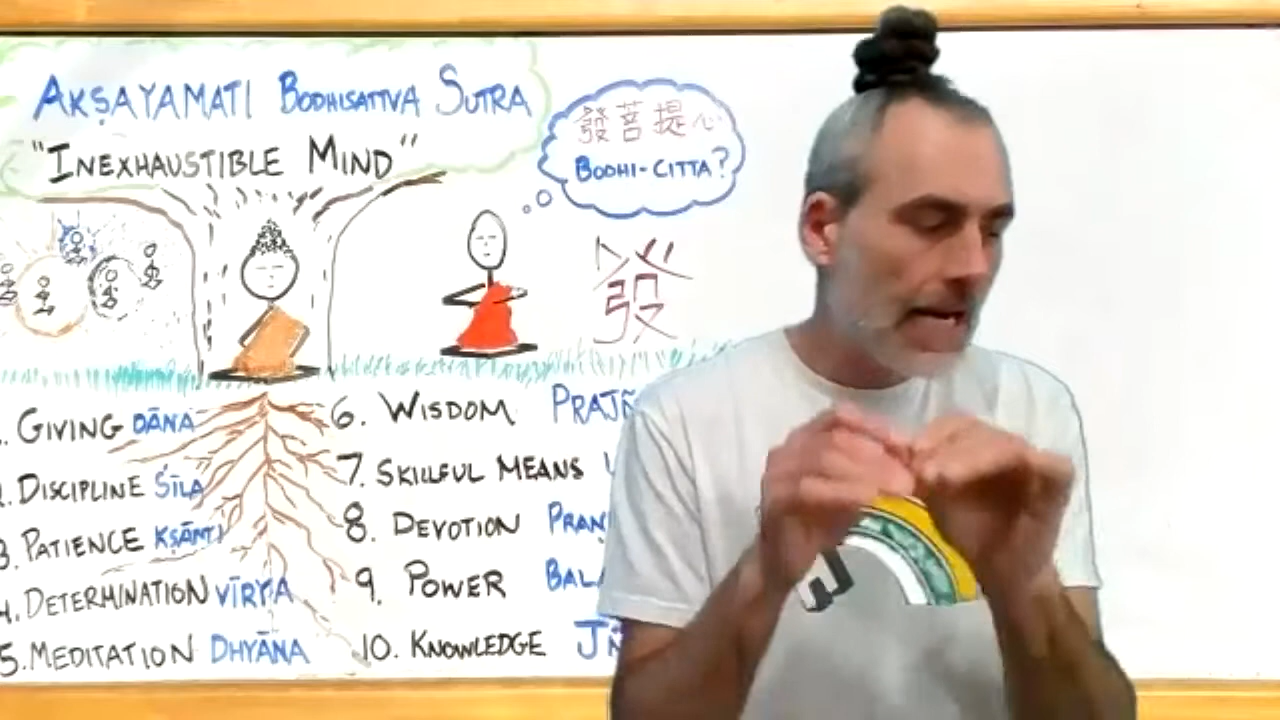 AKṢAYAMATI BODHISATTVA SUTRA
"INEXHAUSTIBLE MIND"
發菩提心
BODHI-CITTA?
發
GIVING DĀNA
DISCIPLINE ŚĪLA
3. PATIENCE KṢĀNTI
4. DETERMINATION VĪRYA
5. MEDITATION DHYĀNA
6. WISDOM
7. SKILLFUL MEANS
8. DEVOTION
9. POWER
10. KNOWLEDGE